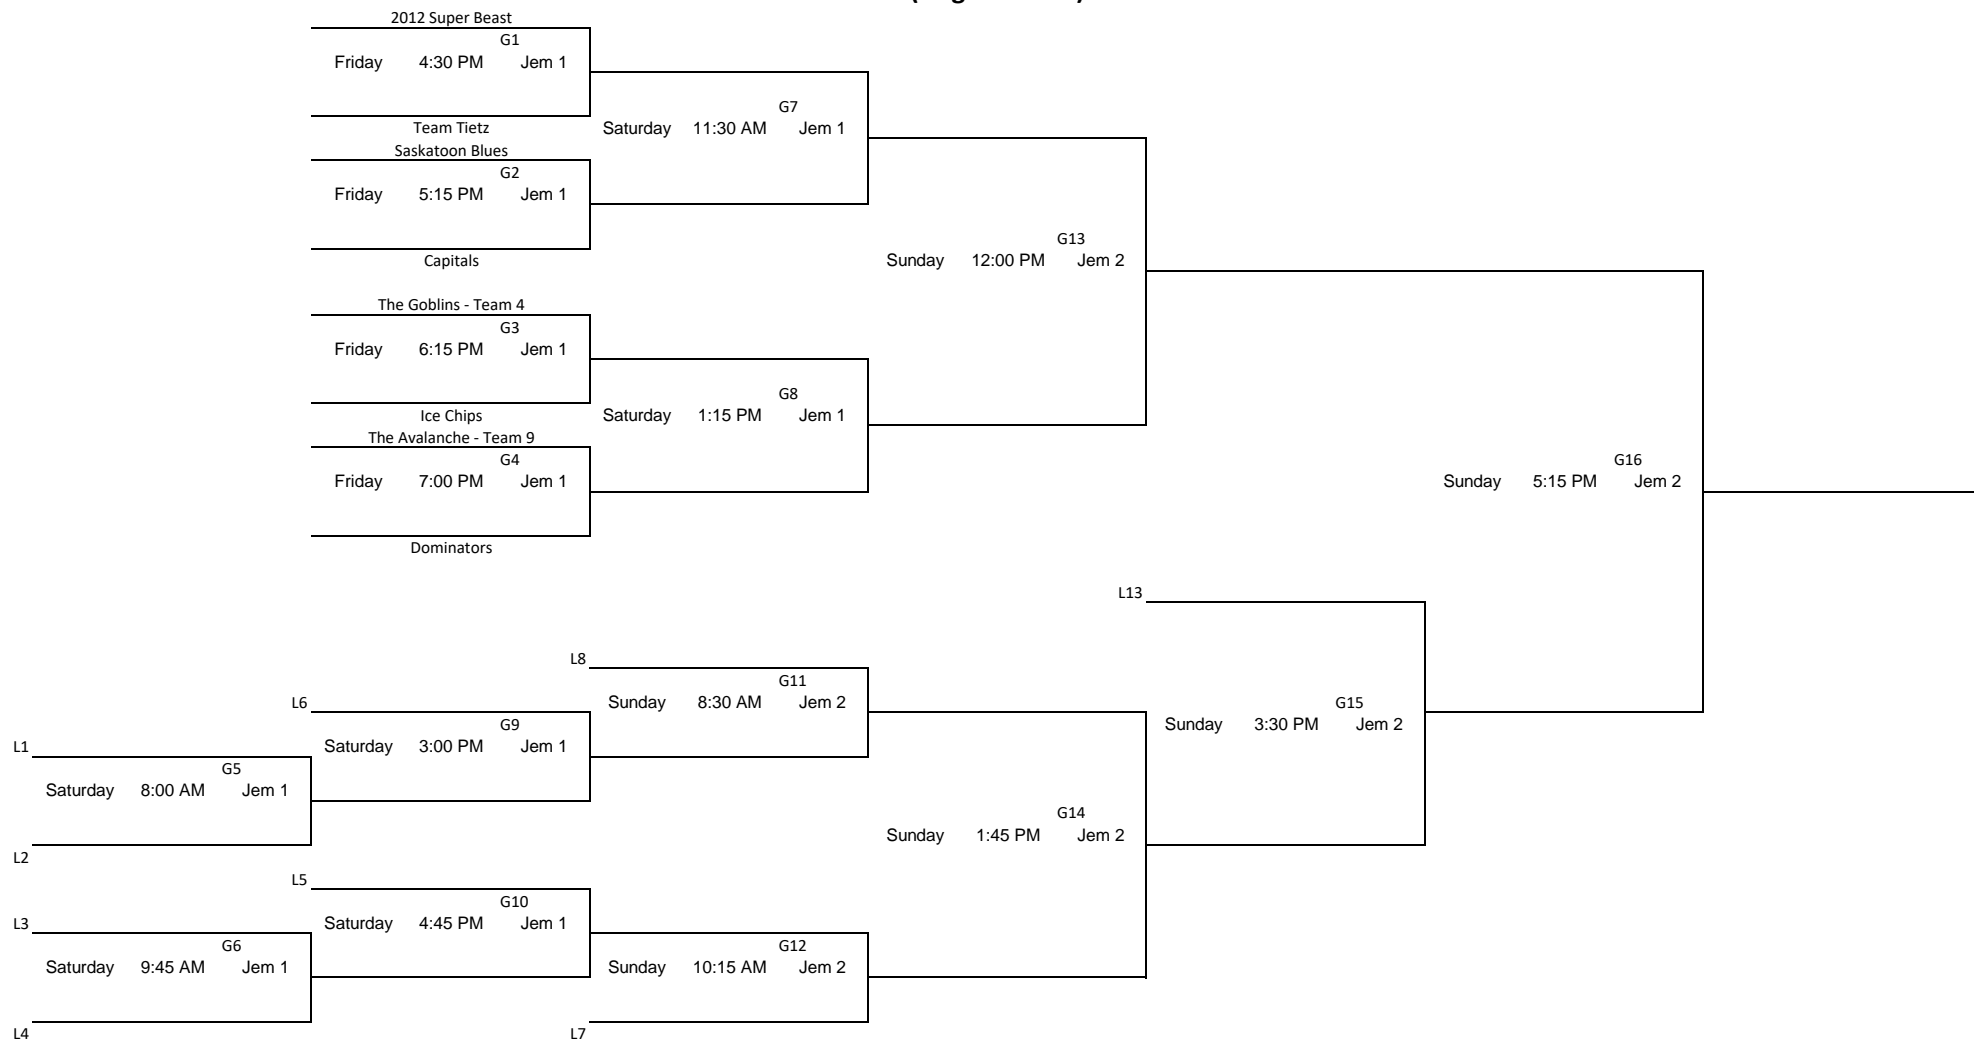 2012 Super Beast
G1
Friday 4:30 PM Jem 1
Team Tietz
Saskatoon Blues
G2
Friday 5:15 PM Jem 1
Capitals
G7
Saturday 11:30 AM Jem 1
The Goblins - Team 4
G3
Friday 6:15 PM Jem 1
Ice Chips
The Avalanche - Team 9
G4
Friday 7:00 PM Jem 1
Dominators
G8
Saturday 1:15 PM Jem 1
G13
Sunday 12:00 PM Jem 2
G16
Sunday 5:15 PM Jem 2
L13
G15
Sunday 3:30 PM Jem 2
L8
G11
Sunday 8:30 AM Jem 2
L6
G9
Saturday 3:00 PM Jem 1
L1
G5
Saturday 8:00 AM Jem 1
L2
G14
Sunday 1:45 PM Jem 2
L5
G10
Saturday 4:45 PM Jem 1
L3
G6
Saturday 9:45 AM Jem 1
L4
G12
Sunday 10:15 AM Jem 2
L7